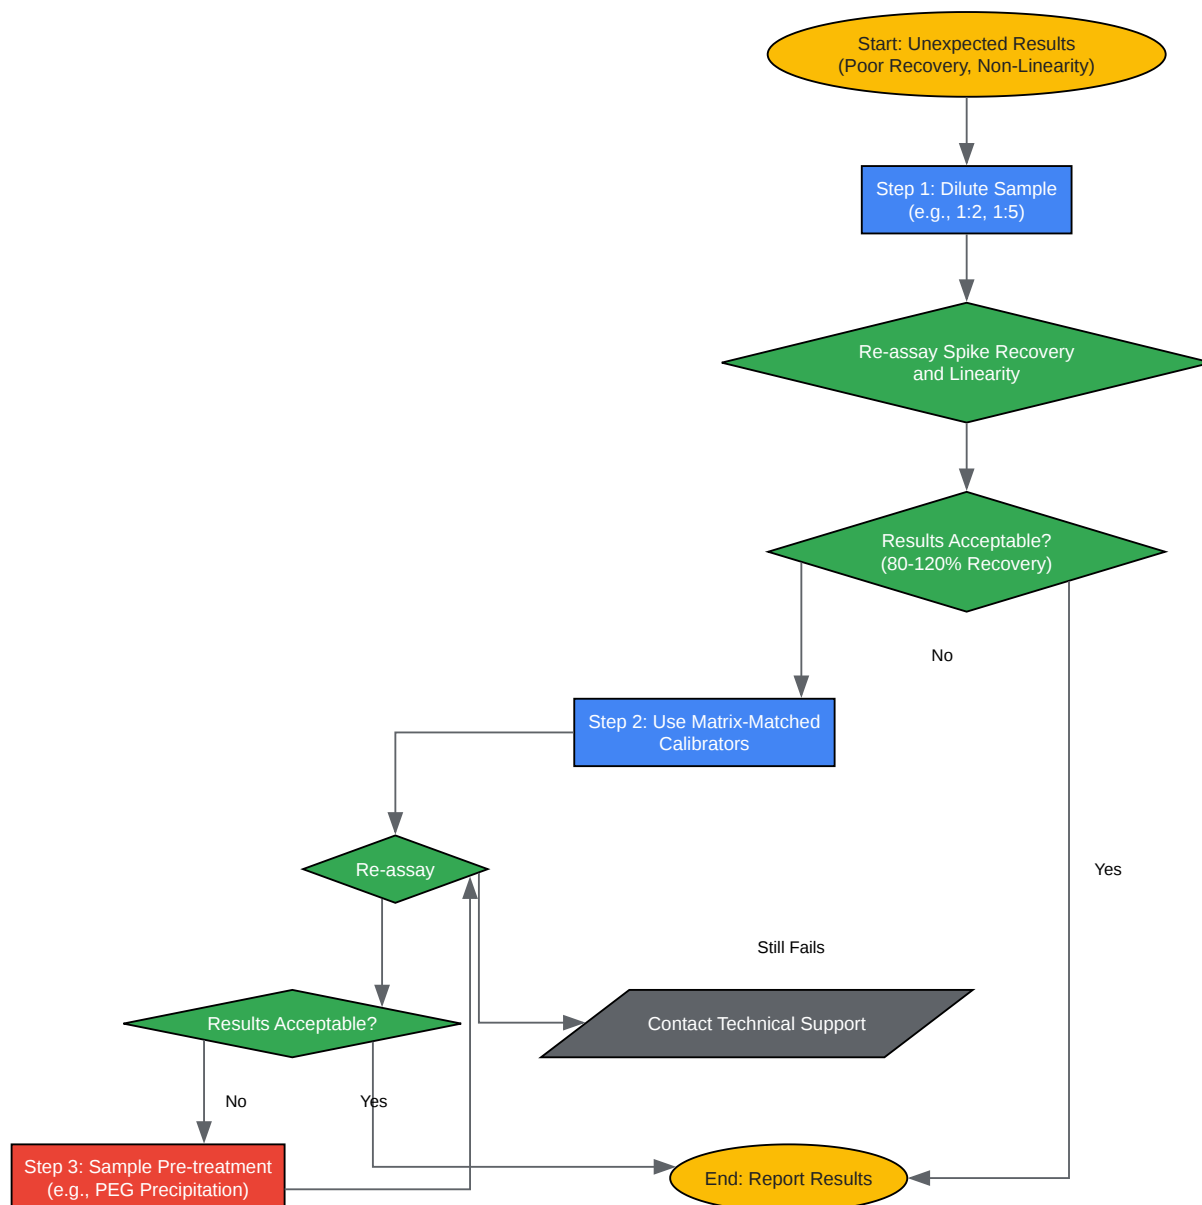 Start: Unexpected Results
(Poor Recovery, Non-Linearity)
Step 1: Dilute Sample
(e.g., 1:2, 1:5)
Re-assay Spike Recovery
and Linearity
Results Acceptable?
(80-120% Recovery)
No
Step 2: Use Matrix-Matched
Calibrators
Re-assay
Yes
Still Fails
Results Acceptable?
Contact Technical Support
No
Yes
Step 3: Sample Pre-treatment
(e.g., PEG Precipitation)
End: Report Results